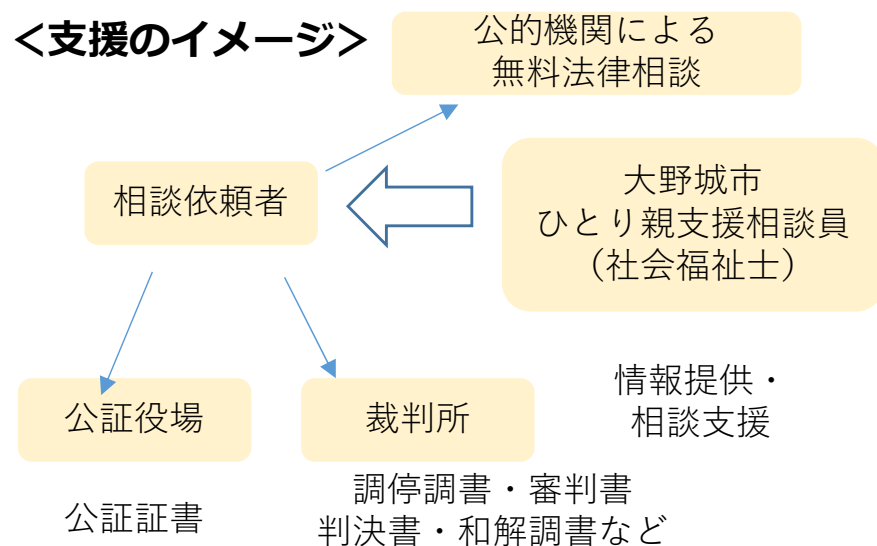 <支援のイメージ>
公的機関による
無料法律相談
相談依頼者
大野城市
ひとり親支援相談員
(社会福祉士)
公証役場
裁判所
情報提供・
相談支援
公証証書
調停調書・審判書
判決書・和解調書など